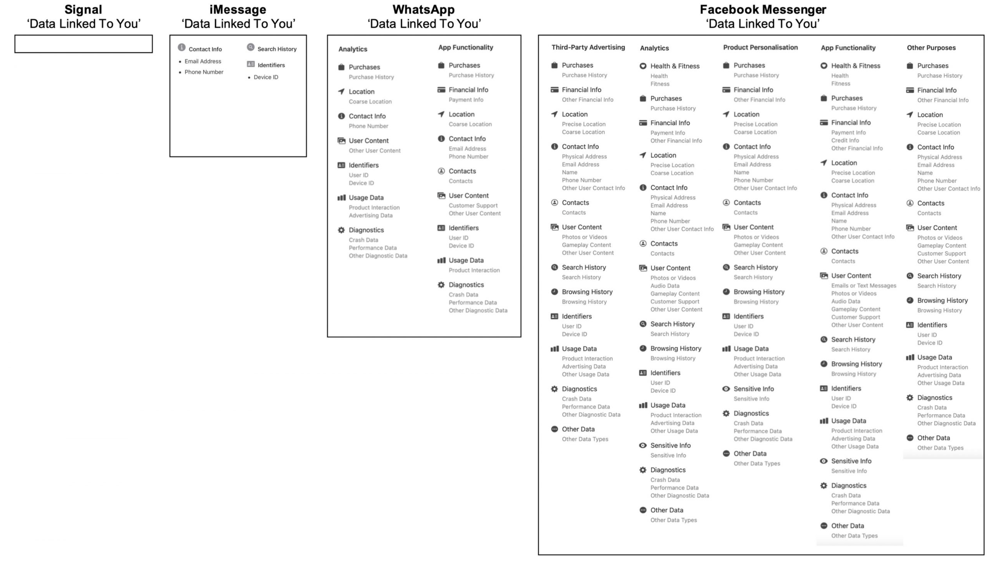 Signal
‘Data Linked To You’
iMessage
‘Data Linked To You’
Contact Info
• Email Address
• Phone Number
Search History
Identifiers
• Device ID
WhatsApp
‘Data Linked To You’
Analytics
Purchases
Purchase History
Location
Coarse Location
Contact Info
Phone Number
User Content
Other User Content
Identifiers
User ID
Device ID
Usage Data
Product Interaction
Advertising Data
Diagnostics
Crash Data
Performance Data
Other Diagnostic Data
App Functionality
Purchases
Purchase History
Financial Info
Payment Info
Location
Coarse Location
Contact Info
Email Address
Phone Number
Contacts
Contacts
User Content
Customer Support
Other User Content
Identifiers
User ID
Device ID
Usage Data
Product Interaction
Diagnostics
Crash Data
Performance Data
Other Diagnostic Data
Facebook Messenger
‘Data Linked To You’
Third-Party Advertising
Purchases
Purchase History
Financial Info
Other Financial Info
Location
Precise Location
Coarse Location
Contact Info
Physical Address
Email Address
Name
Phone Number
Other User Contact Info
Contacts
Contacts
User Content
Photos or Videos
Gameplay Content
Other User Content
Search History
Search History
Browsing History
Browsing History
Identifiers
User ID
Device ID
Usage Data
Product Interaction
Advertising Data
Other Usage Data
Diagnostics
Crash Data
Performance Data
Other Diagnostic Data
Other Data
Other Data Types
Analytics
Health & Fitness
Health
Fitness
Purchases
Purchase History
Financial Info
Payment Info
Other Financial Info
Location
Precise Location
Coarse Location
Contact Info
Physical Address
Email Address
Name
Phone Number
Other User Contact Info
Contacts
Contacts
User Content
Photos or Videos
Audio Data
Gameplay Content
Customer Support
Other User Content
Search History
Search History
Browsing History
Browsing History
Identifiers
User ID
Device ID
Usage Data
Product Interaction
Advertising Data
Other Usage Data
Sensitive Info
Sensitive Info
Diagnostics
Crash Data
Performance Data
Other Diagnostic Data
Other Data
Other Data Types
Product Personalisation
Purchases
Purchase History
Financial Info
Other Financial Info
Location
Precise Location
Coarse Location
Contact Info
Physical Address
Email Address
Name
Phone Number
Other User Contact Info
Contacts
Contacts
User Content
Photos or Videos
Gameplay Content
Other User Content
Search History
Search History
Browsing History
Browsing History
Identifiers
User ID
Device ID
Usage Data
Product Interaction
Advertising Data
Other Usage Data
Sensitive Info
Sensitive Info
Diagnostics
Crash Data
Performance Data
Other Diagnostic Data
Other Data
Other Data Types
App Functionality
Health & Fitness
Health
Fitness
Purchases
Purchase History
Financial Info
Payment Info
Credit Info
Other Financial Info
Location
Precise Location
Coarse Location
Contact Info
Physical Address
Email Address
Name
Phone Number
Other User Contact Info
Contacts
Contacts
User Content
Emails or Text Messages
Photos or Videos
Audio Data
Gameplay Content
Customer Support
Other User Content
Search History
Search History
Browsing History
Browsing History
Identifiers
User ID
Device ID
Usage Data
Product Interaction
Advertising Data
Other Usage Data
Sensitive Info
Sensitive Info
Diagnostics
Crash Data
Performance Data
Other Diagnostic Data
Other Data
Other Data Types
Other Purposes
Purchases
Purchase History
Financial Info
Other Financial Info
Location
Precise Location
Coarse Location
Contact Info
Physical Address
Email Address
Name
Phone Number
Other User Contact Info
Contacts
Contacts
User Content
Photos or Videos
Gameplay Content
Customer Support
Other User Content
Search History
Search History
Browsing History
Browsing History
Identifiers
User ID
Device ID
Usage Data
Product Interaction
Advertising Data
Other Usage Data
Diagnostics
Crash Data
Performance Data
Other Diagnostic Data
Other Data
Other Data Types